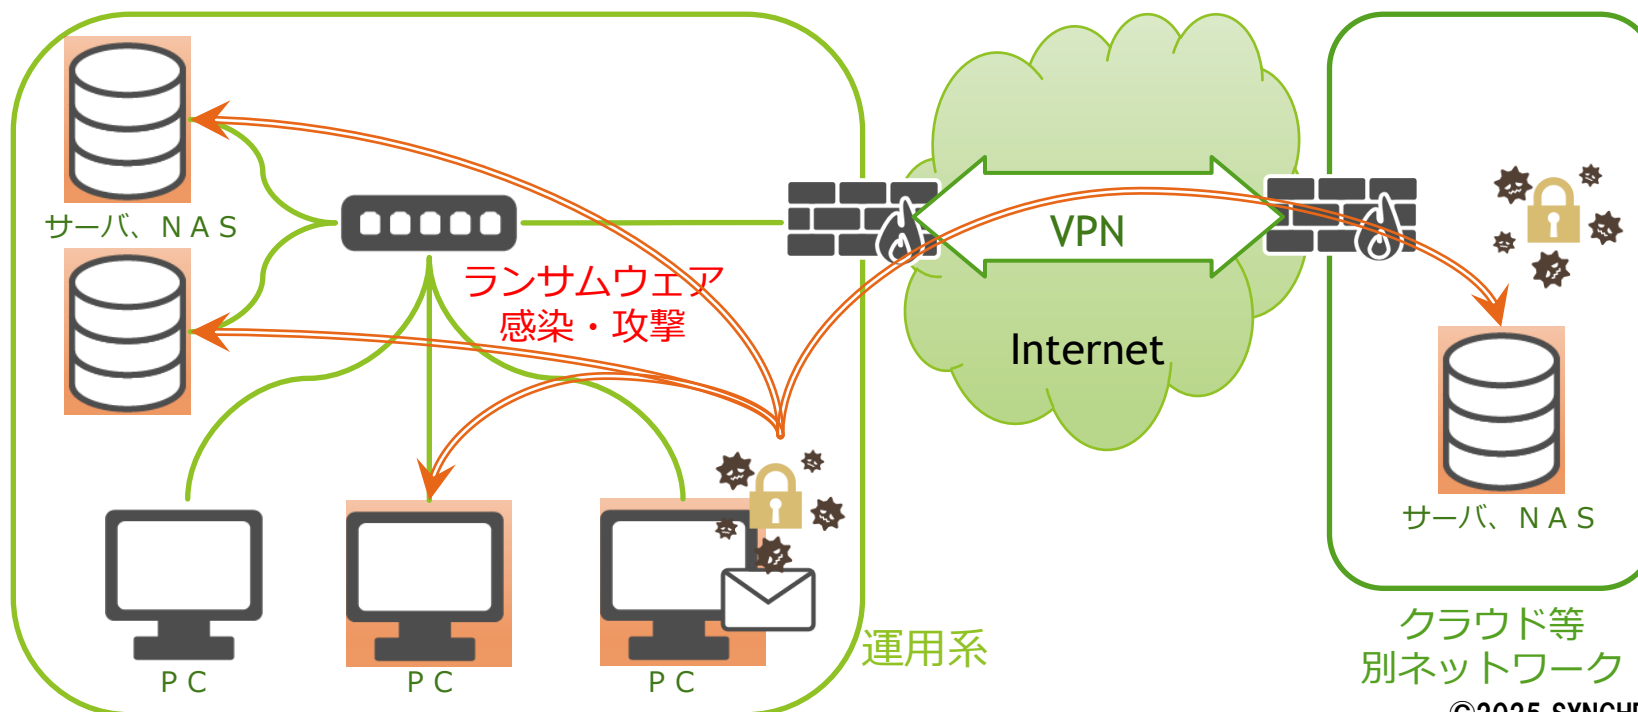 サーバ、ＮＡＳ
ランサムウェア
感染・攻撃
VPN
Internet
サーバ、ＮＡＳ
ＰＣ
ＰＣ
ＰＣ
運用系
クラウド等
別ネットワーク
©2025